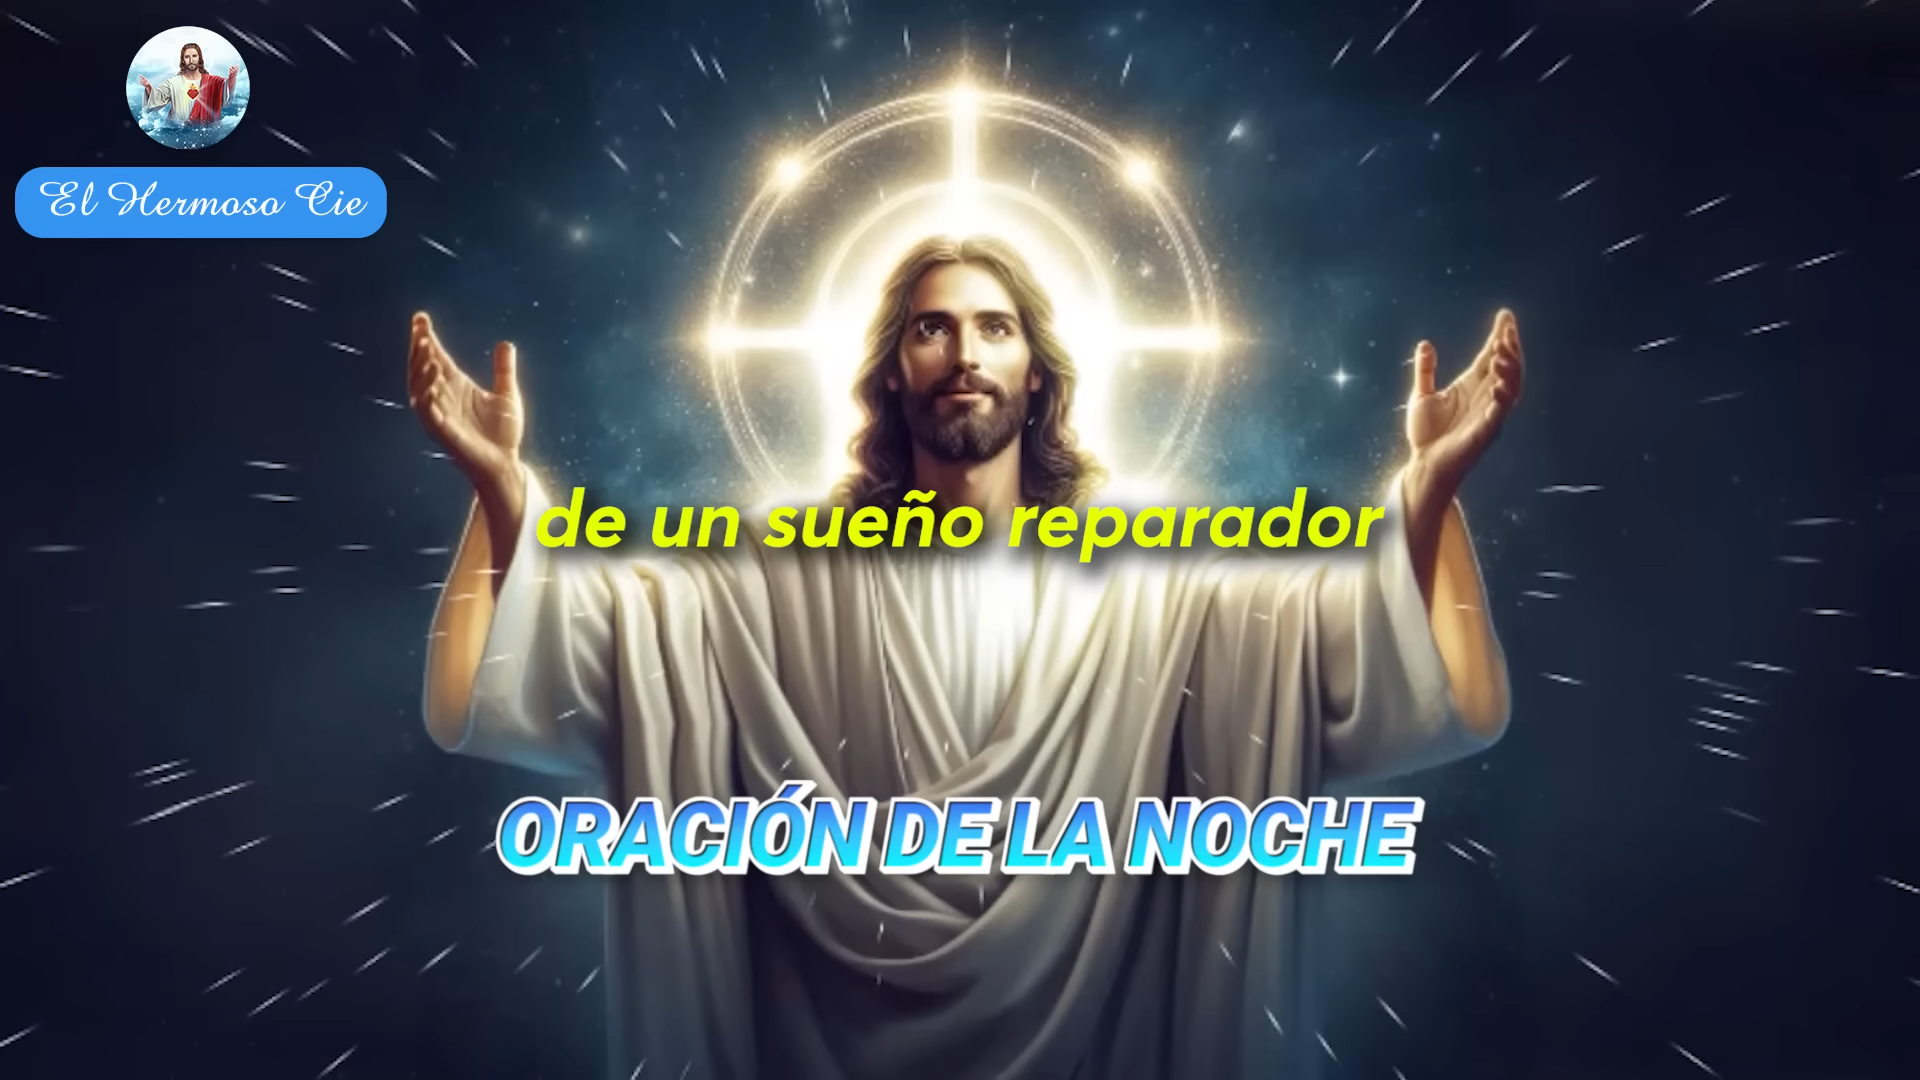 El Hermoso Cie
de un sueño reparador
ORACIÓN DE LA NOCHE